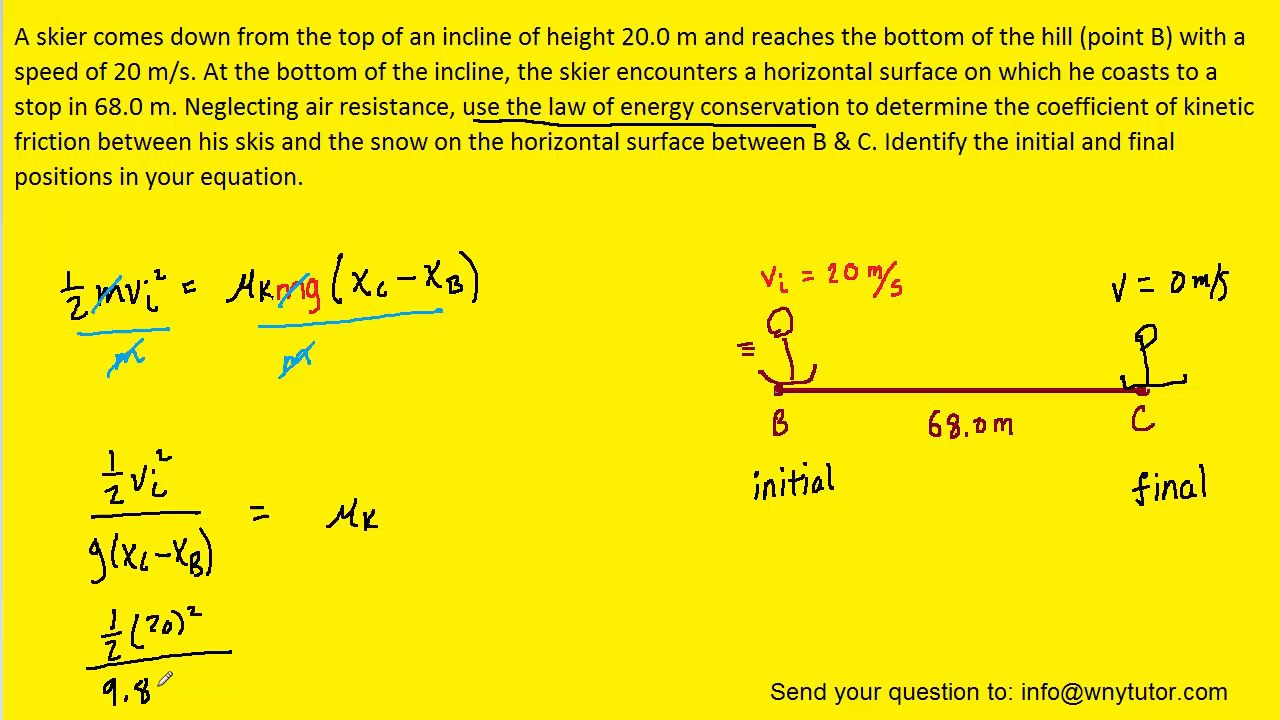 A skier comes down from the top of an incline of height 20.0 m and reaches the bottom of the hill (point B) with a
speed of 20 m/s. At the bottom of the incline, the skier encounters a horizontal surface on which he coasts to a
stop in 68.0 m. Neglecting air resistance, use the law of energy conservation to determine the coefficient of kinetic
friction between his skis and the snow on the horizontal surface between B & C. Identify the initial and final
positions in your equation.
½ m vᵢ² = μₖ mg (x_C − x_B)
m m
½ vᵢ² / g(x_C − x_B) = μₖ
½ (20)² / 9.8
vᵢ = 20 m/s
v = 0 m/s
B 68.0 m C
initial final
Send your question to: info@wnytutor.com